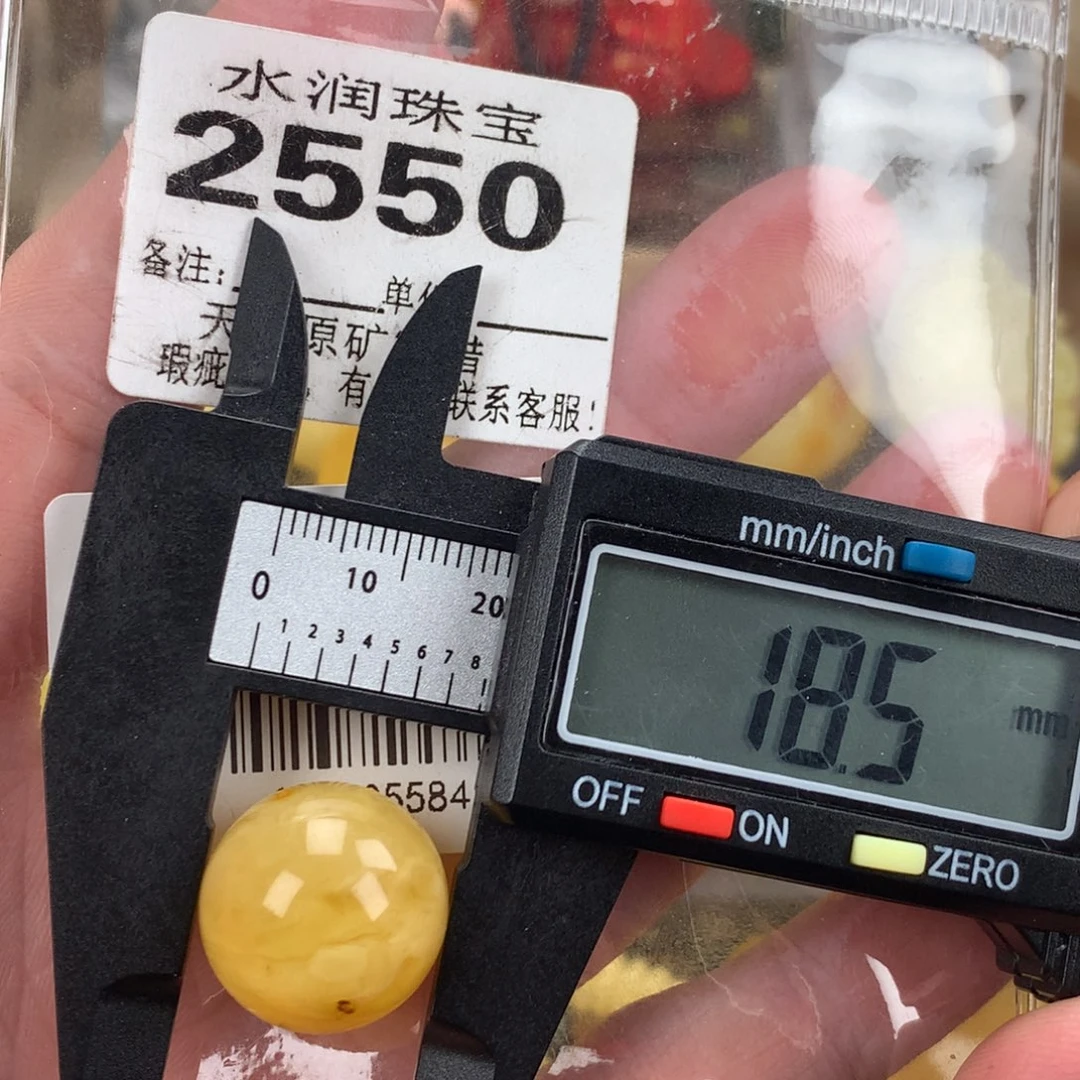 水润珠宝
2550
备注: 单
天 原矿
瑕疵 有 联系客服!
mm/inch
0 10 20
1 2 3 4 5 6 7 8
18.5 mm
5584
OFF ON ZERO